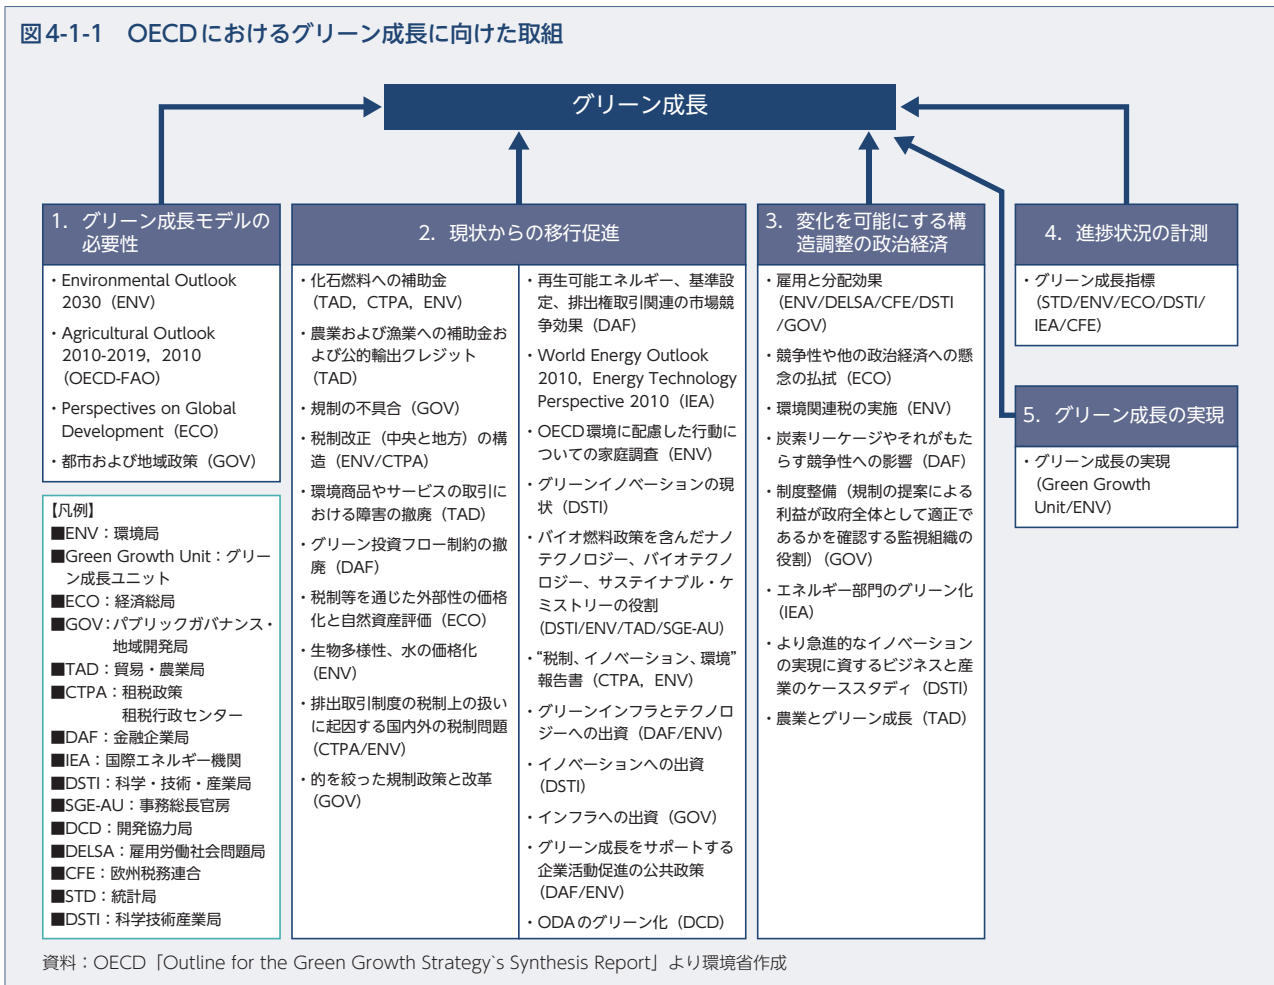 図4-1-1 OECDにおけるグリーン成長に向けた取組
グリーン成長
1. グリーン成長モデルの
必要性
・Environmental Outlook
2030（ENV）
・Agricultural Outlook
2010-2019，2010
（OECD-FAO）
・Perspectives on Global
Development（ECO）
・都市および地域政策（GOV）
【凡例】
■ENV：環境局
■Green Growth Unit：グリー
ン成長ユニット
■ECO：経済総局
■GOV：パブリックガバナンス・
地域開発局
■TAD：貿易・農業局
■CTPA：租税政策
租税行政センター
■DAF：金融企業局
■IEA：国際エネルギー機関
■DSTI：科学・技術・産業局
■SGE-AU：事務総長官房
■DCD：開発協力局
■DELSA：雇用労働社会問題局
■CFE：欧州税務連合
■STD：統計局
■DSTI：科学技術産業局
2. 現状からの移行促進
・化石燃料への補助金
（TAD，CTPA，ENV）
・農業および漁業への補助金お
よび公的輸出クレジット
（TAD）
・規制の不具合（GOV）
・税制改正（中央と地方）の構
造（ENV/CTPA）
・環境商品やサービスの取引に
おける障害の撤廃（TAD）
・グリーン投資フロー制約の撤
廃（DAF）
・税制等を通じた外部性の価格
化と自然資産評価（ECO）
・生物多様性、水の価格化
（ENV）
・排出取引制度の税制上の扱い
に起因する国内外の税制問題
（CTPA/ENV）
・的を絞った規制政策と改革
（GOV）
・再生可能エネルギー、基準設
定、排出権取引関連の市場競
争効果（DAF）
・World Energy Outlook
2010，Energy Technology
Perspective 2010（IEA）
・OECD環境に配慮した行動に
ついての家庭調査（ENV）
・グリーンイノベーションの現
状（DSTI）
・バイオ燃料政策を含んだナノ
テクノロジー、バイオテクノ
ロジー、サステイナブル・ケ
ミストリーの役割
（DSTI/ENV/TAD/SGE-AU）
・“税制、イノベーション、環境”
報告書（CTPA，ENV）
・グリーンインフラとテクノロ
ジーへの出資（DAF/ENV）
・イノベーションへの出資
（DSTI）
・インフラへの出資（GOV）
・グリーン成長をサポートする
企業活動促進の公共政策
（DAF/ENV）
・ODAのグリーン化（DCD）
3. 変化を可能にする構
造調整の政治経済
・雇用と分配効果
（ENV/DELSA/CFE/DSTI
/GOV）
・競争性や他の政治経済への懸
念の払拭（ECO）
・環境関連税の実施（ENV）
・炭素リーケージやそれがもた
らす競争性への影響（DAF）
・制度整備（規制の提案による
利益が政府全体として適正で
あるかを確認する監視組織の
役割）（GOV）
・エネルギー部門のグリーン化
（IEA）
・より急進的なイノベーション
の実現に資するビジネスと産
業のケーススタディ（DSTI）
・農業とグリーン成長（TAD）
4. 進捗状況の計測
・グリーン成長指標
（STD/ENV/ECO/DSTI/
IEA/CFE）
5. グリーン成長の実現
・グリーン成長の実現
（Green Growth
Unit/ENV）
資料：OECD「Outline for the Green Growth Strategy`s Synthesis Report」より環境省作成